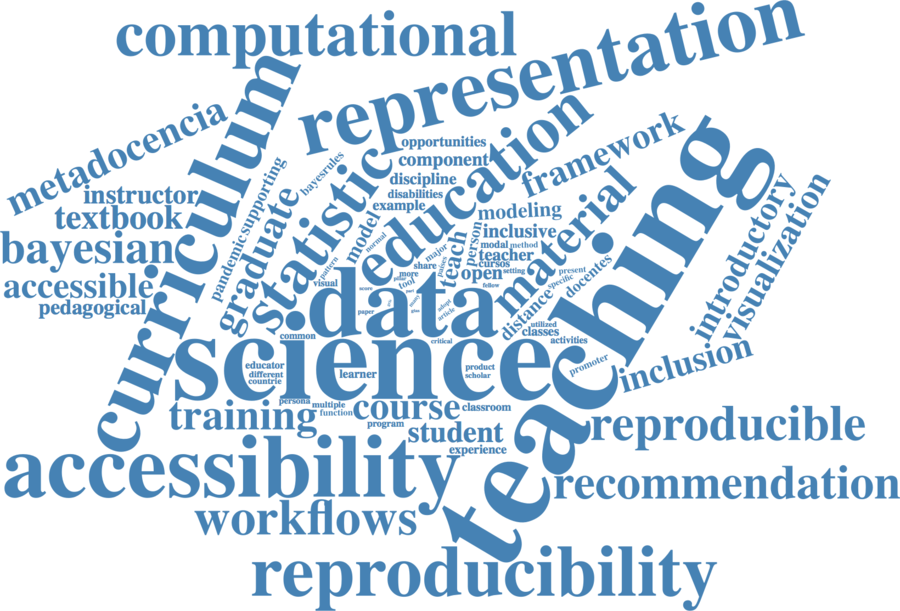 computational
representation
curriculum
metadocencia
opportunities
component
education
framework
teaching
instructor
supporting
bayesrules
discipline
disabilities
example
statistic
textbook
pandemic
graduate
model
normal
modeling
material
introductory
visualization
bayesian
inclusive
person
teach
major
modal
method
teacher
cursos
accessible
pattern
visual
more
share
tool
open
setting
specific
present
docentes
distance
fellow
pedagogical
data
score
paper
article
adopt
utilized
classes
activities
common
science
critical
promoter
inclusion
educator
different
countrie
learner
product
scholar
persona
multiple
function
training
course
classroom
program
student
reproducible
experience
accessibility
recommendation
workflows
reproducibility